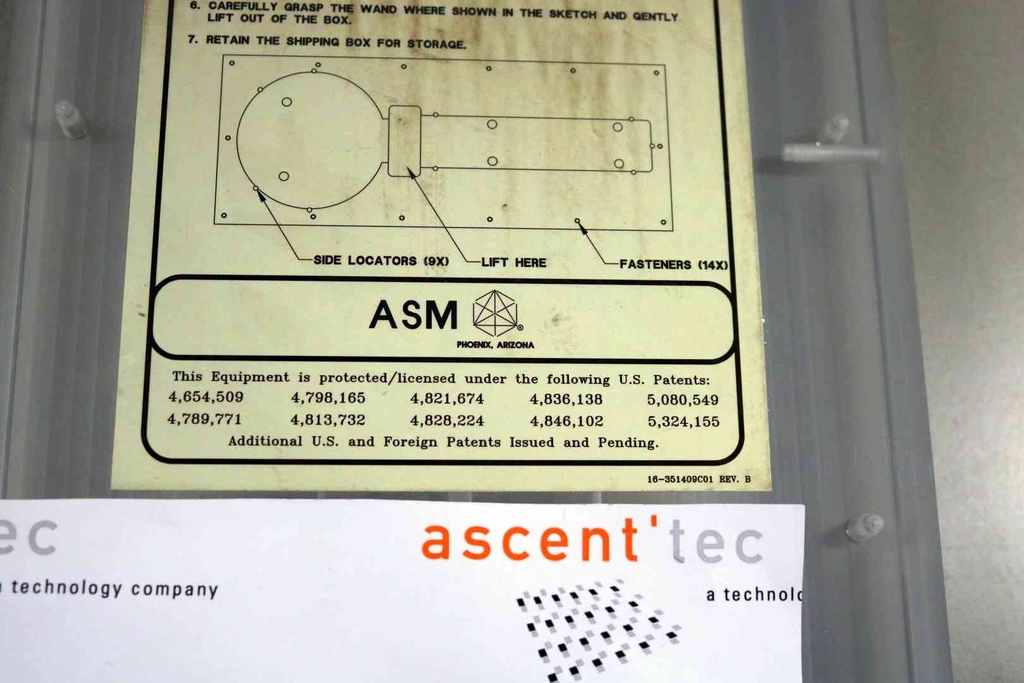 6. CAREFULLY GRASP THE WAND WHERE SHOWN IN THE SKETCH AND GENTLY
LIFT OUT OF THE BOX.
7. RETAIN THE SHIPPING BOX FOR STORAGE.
SIDE LOCATORS (9X)
LIFT HERE
FASTENERS (14X)
ASM ®
PHOENIX, ARIZONA
This Equipment is protected/licensed under the following U.S. Patents:
4,654,509 4,798,165 4,821,674 4,836,138 5,080,549
4,789,771 4,813,732 4,828,224 4,846,102 5,324,155
Additional U.S. and Foreign Patents Issued and Pending.
16-351409C01 REV. B
ec
technology company
ascent'tec
a technolo